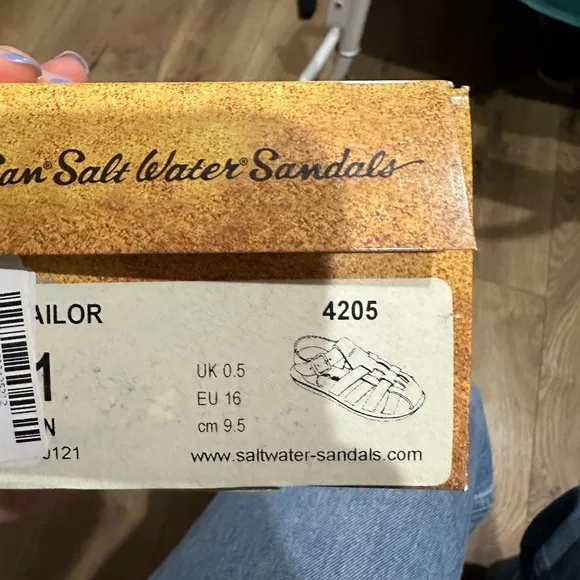 San® Salt Water® Sandals
AILOR 4205
1
UK 0.5
EU 16
N
cm 9.5
0121
www.saltwater-sandals.com